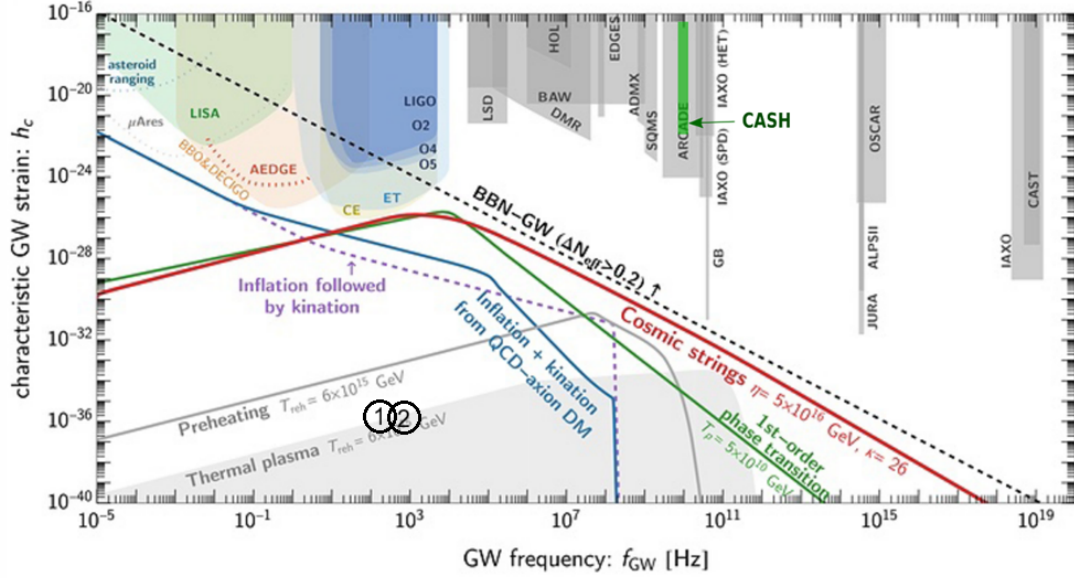 10⁻¹⁶
10⁻²⁰
10⁻²⁴
10⁻²⁸
10⁻³²
10⁻³⁶
10⁻⁴⁰
characteristic GW strain: h_c
asteroid
ranging
μAres
LISA
BBO&DECIGO
AEDGE
LIGO
O2
O4
O5
ET
CE
LSD
HOL
BAW
DMR
EDGES
ADMX
SQMS
ARCADE
CASH
IAXO (HET)
IAXO (SPD)
GB
OSCAR
ALPSII
JURA
IAXO
CAST
BBN-GW (ΔN_eff>0.2) ↑
Inflation followed
by kination
Inflation + kination
from QCD-axion DM
Cosmic strings η= 5×10¹⁶ GeV, κ= 26
1st-order
phase transition
T_ρ= 5×10¹⁰ GeV
Preheating T_reh= 6×10¹⁵ GeV
Thermal plasma T_reh= 6× GeV
1 2
10⁻⁵
10⁻¹
10³
10⁷
10¹¹
10¹⁵
10¹⁹
GW frequency: f_GW [Hz]